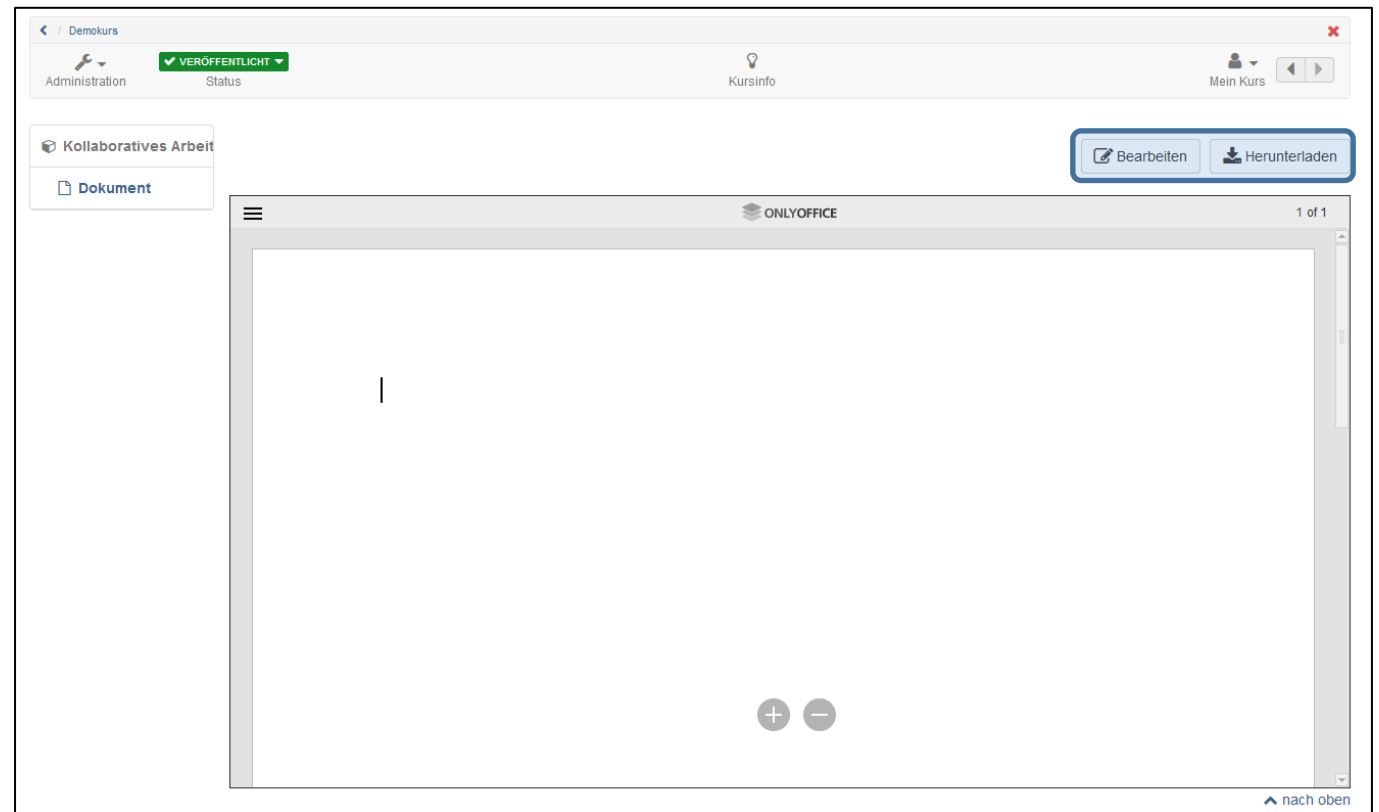 / Demokurs
VERÖFFENTLICHT
Administration Status Kursinfo Mein Kurs
Kollaboratives Arbeit
Bearbeiten Herunterladen
Dokument
ONLYOFFICE 1 of 1
nach oben